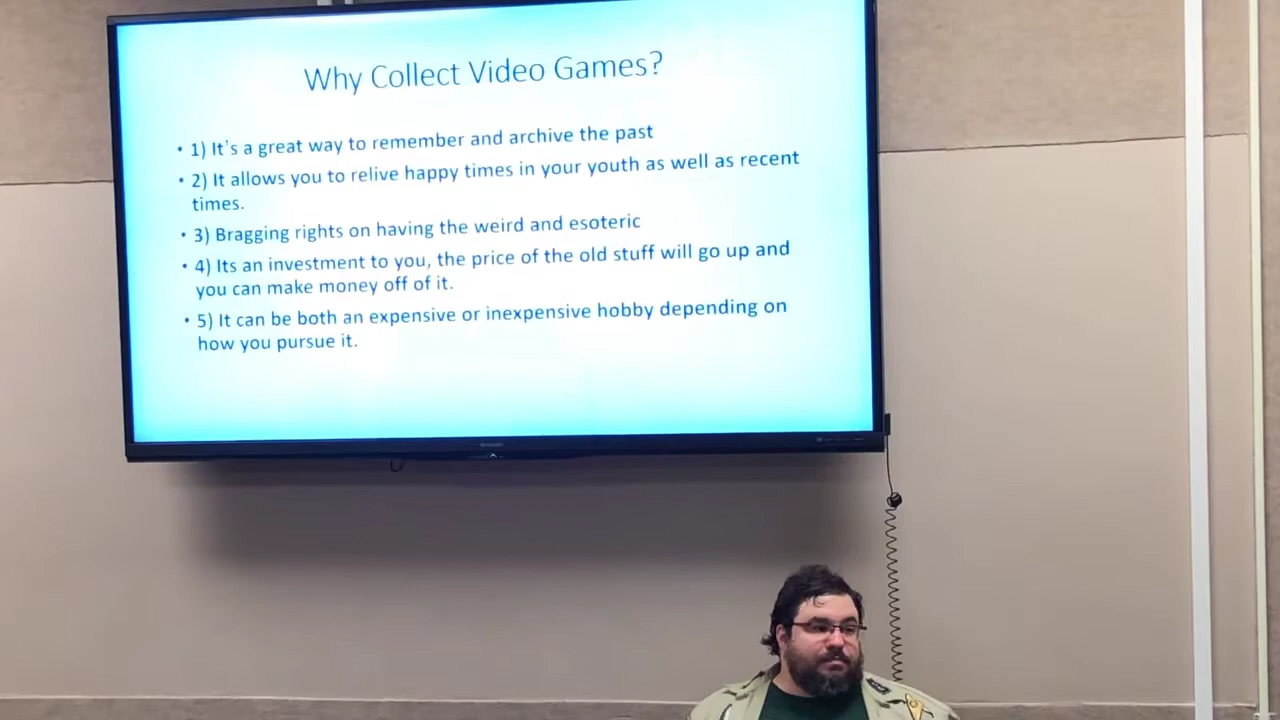 Why Collect Video Games?
• 1) It's a great way to remember and archive the past
• 2) It allows you to relive happy times in your youth as well as recent
times.
• 3) Bragging rights on having the weird and esoteric
• 4) Its an investment to you, the price of the old stuff will go up and
you can make money off of it.
• 5) It can be both an expensive or inexpensive hobby depending on
how you pursue it.